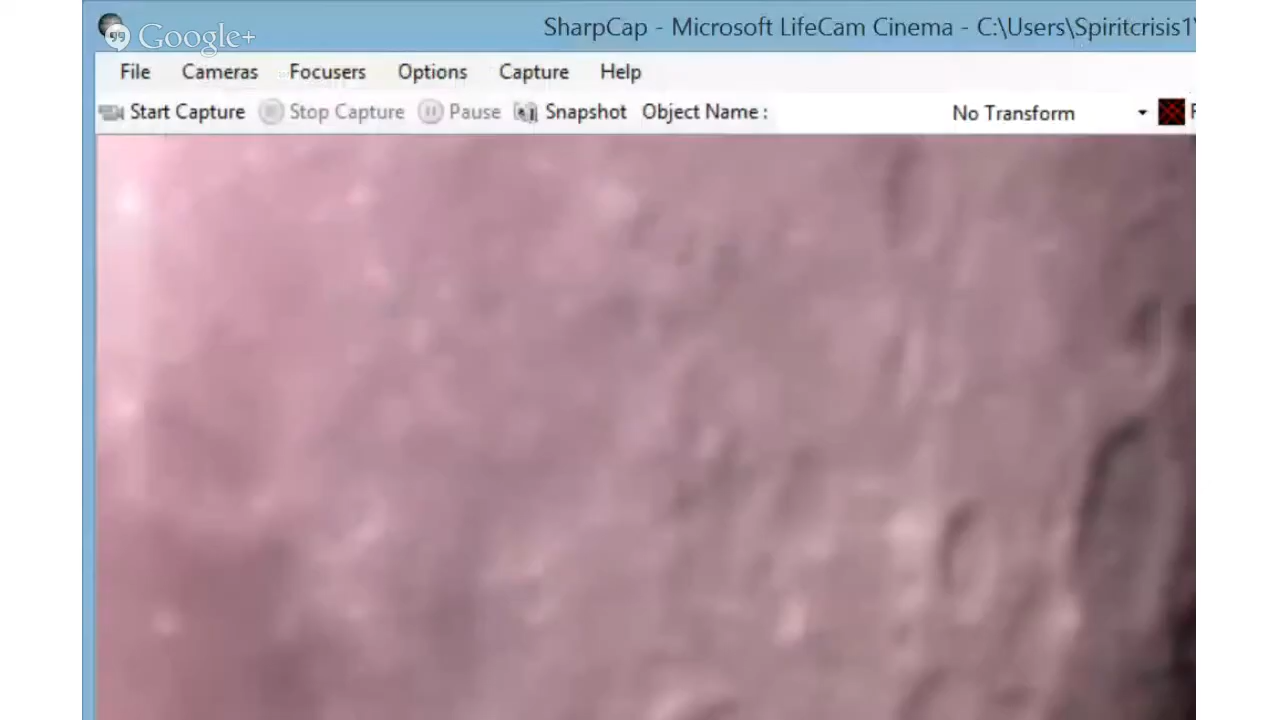 Google+
SharpCap - Microsoft LifeCam Cinema - C:\Users\Spiritcrisis1\
File Cameras Focusers Options Capture Help
Start Capture Stop Capture Pause Snapshot Object Name : No Transform